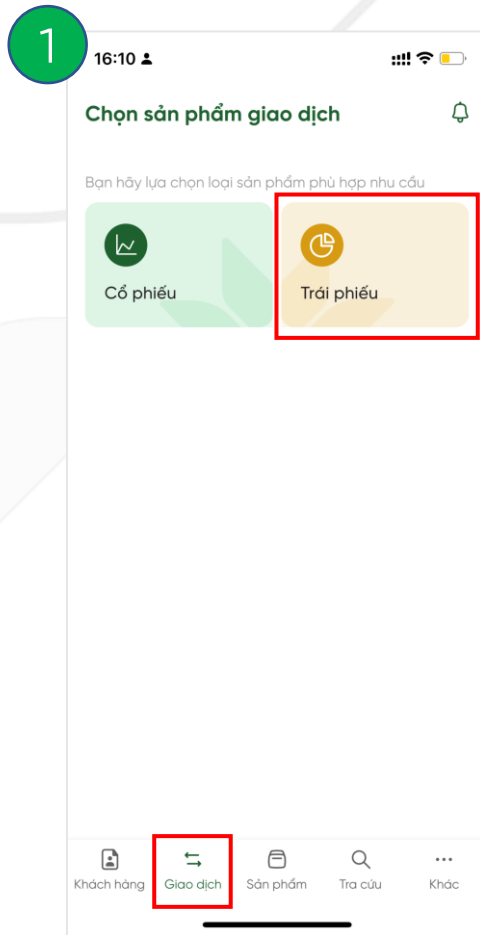 1
16:10
Chọn sản phẩm giao dịch
Bạn hãy lựa chọn loại sản phẩm phù hợp nhu cầu
Cổ phiếu
Trái phiếu
Khách hàng
Giao dịch
Sản phẩm
Tra cứu
Khác